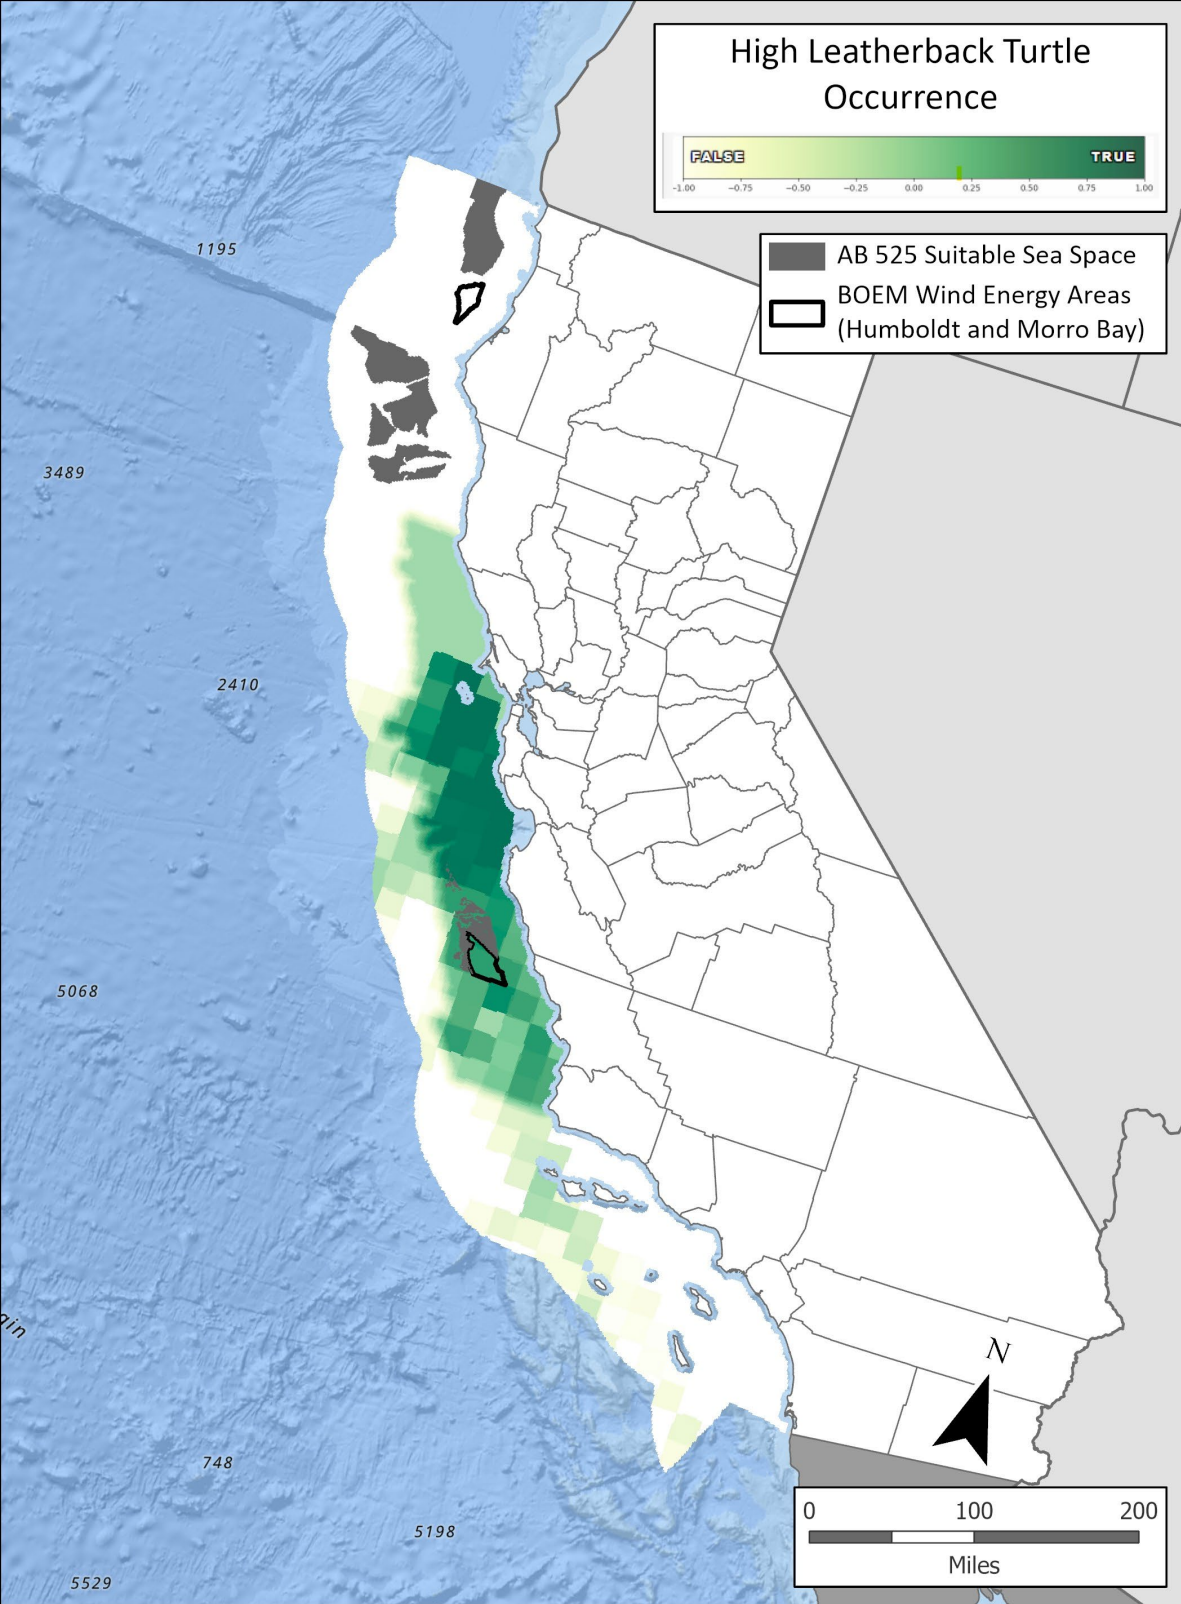 High Leatherback Turtle
Occurrence
FALSE TRUE
-1.00 -0.75 -0.50 -0.25 0.00 0.25 0.50 0.75 1.00
AB 525 Suitable Sea Space
BOEM Wind Energy Areas
(Humboldt and Morro Bay)
1195
3489
2410
5068
gin
N
748
5198
5529
0 100 200
Miles